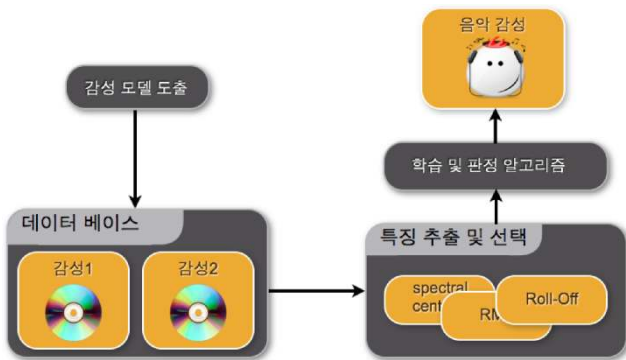 음악 감성
감성 모델 도출
학습 및 판정 알고리즘
데이터 베이스
감성1
감성2
특징 추출 및 선택
spectral
Roll-Off